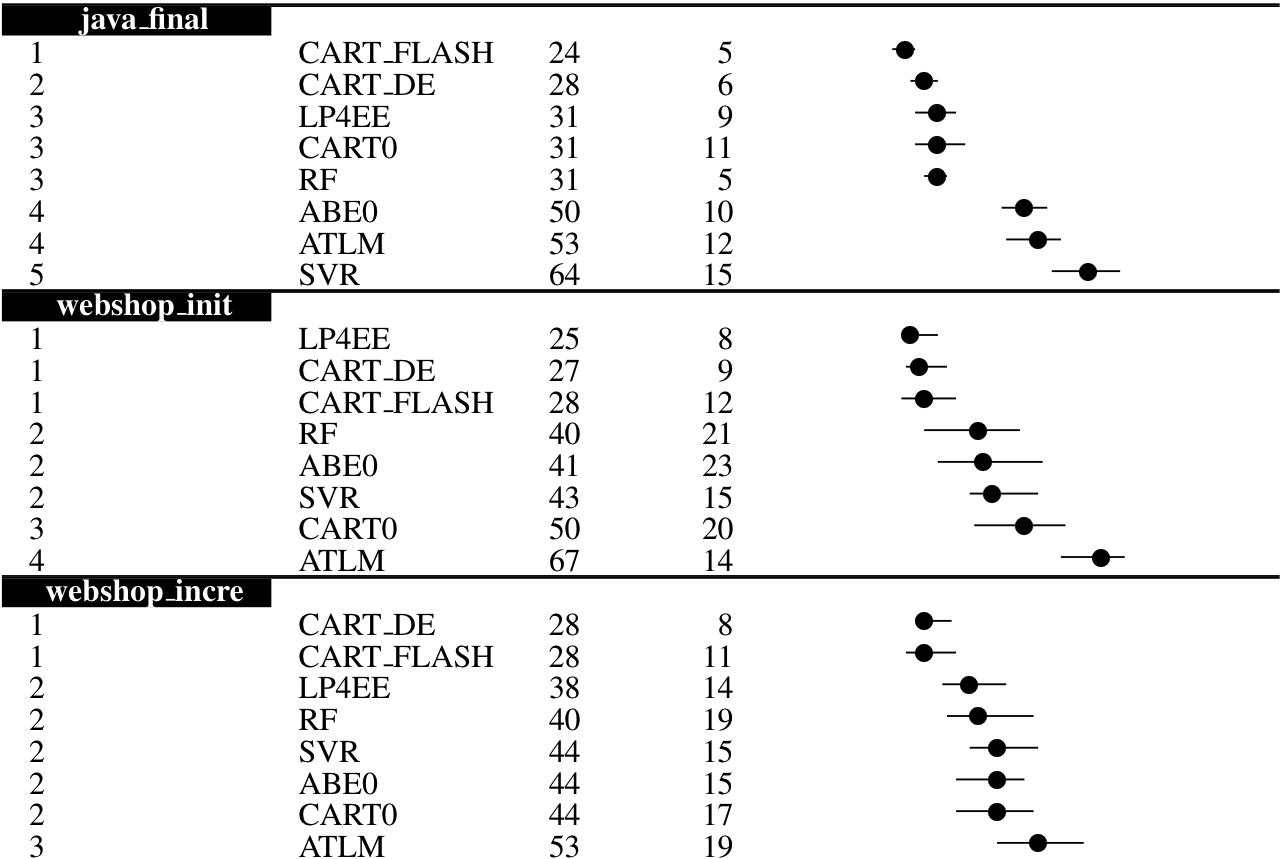 java_final
1 CART_FLASH 24 5
2 CART_DE 28 6
3 LP4EE 31 9
3 CART0 31 11
3 RF 31 5
4 ABE0 50 10
4 ATLM 53 12
5 SVR 64 15
webshop_init
1 LP4EE 25 8
1 CART_DE 27 9
1 CART_FLASH 28 12
2 RF 40 21
2 ABE0 41 23
2 SVR 43 15
3 CART0 50 20
4 ATLM 67 14
webshop_incre
1 CART_DE 28 8
1 CART_FLASH 28 11
2 LP4EE 38 14
2 RF 40 19
2 SVR 44 15
2 ABE0 44 15
2 CART0 44 17
3 ATLM 53 19